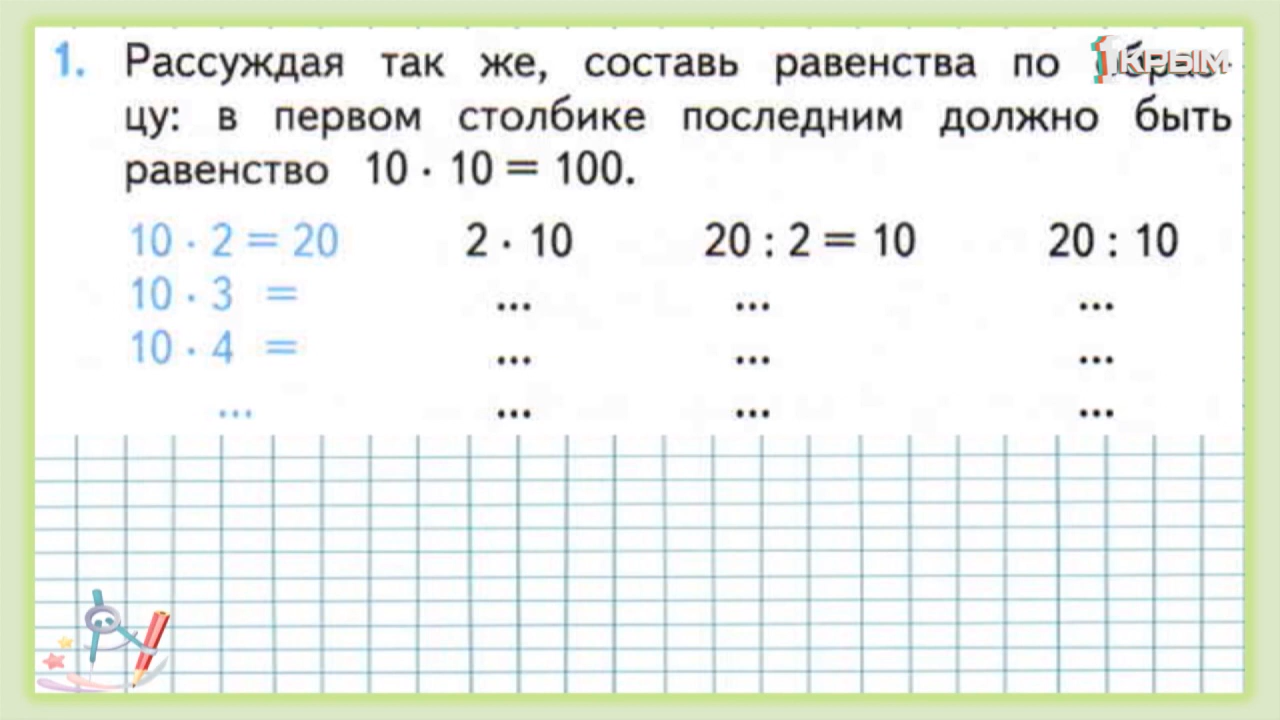 1. Рассуждая так же, составь равенства по
цу: в первом столбике последним должно быть
равенство 10 · 10 = 100.
10 · 2 = 20 2 · 10 20 : 2 = 10 20 : 10
10 · 3 = ... ... ...
10 · 4 = ... ... ...
... ... ... ...
1КРЫМ